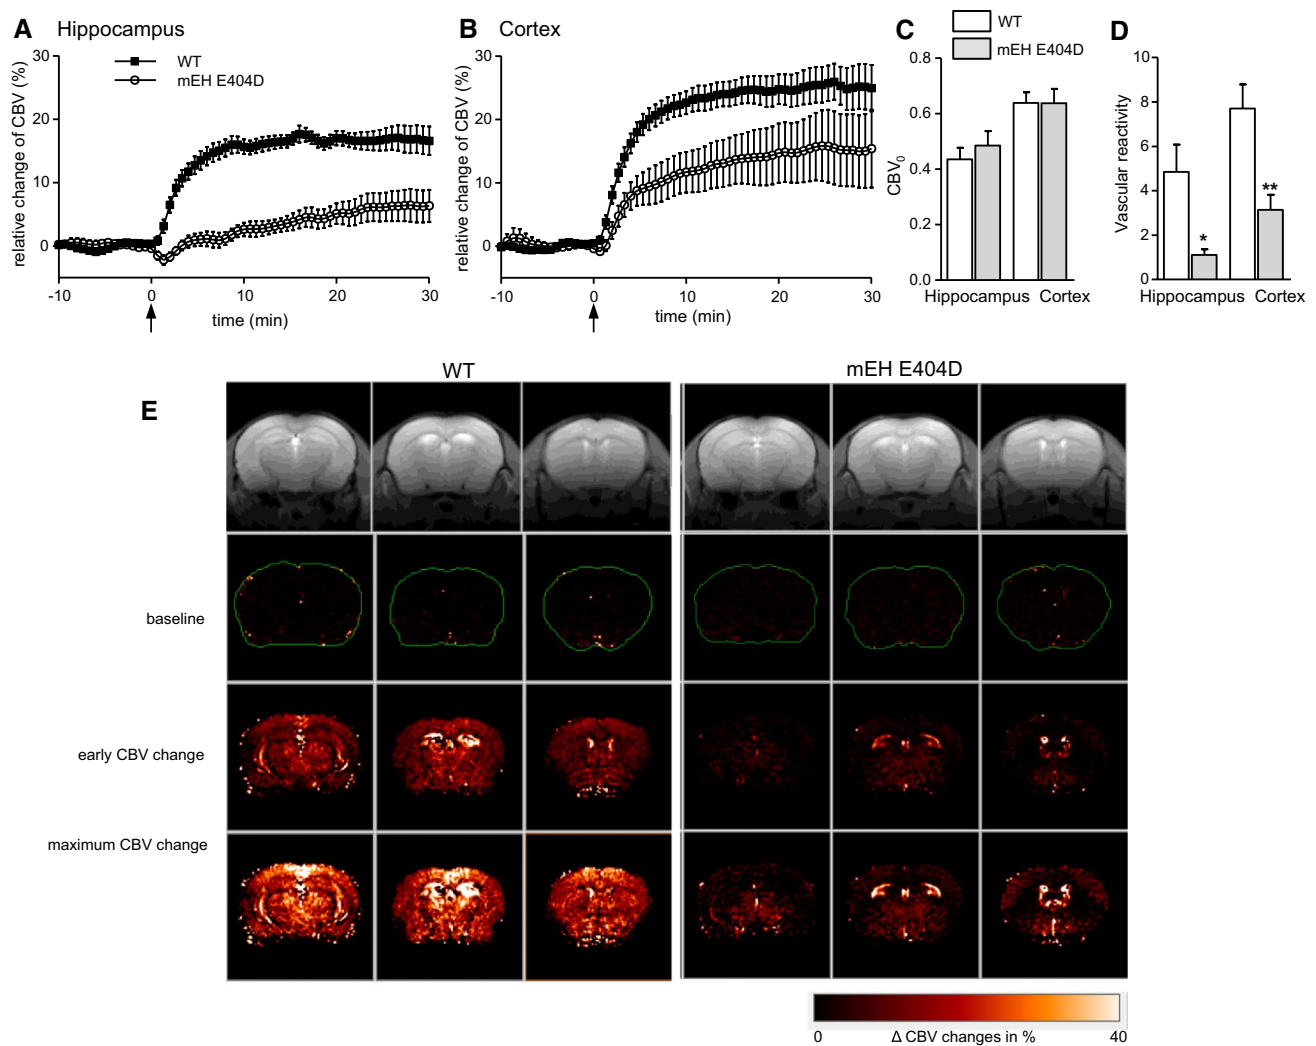 A Hippocampus
WT
mEH E404D
relative change of CBV (%)
30
20
10
0
-10 0 10 20 30
time (min)
B Cortex
relative change of CBV (%)
30
20
10
0
-10 0 10 20 30
time (min)
C
WT
mEH E404D
CBV0
0.8
0.6
0.4
0.2
0.0
Hippocampus Cortex
D
Vascular reactivity
10
8
6
4
2
0
*
**
Hippocampus Cortex
E
WT mEH E404D
baseline
early CBV change
maximum CBV change
0 Δ CBV changes in % 40